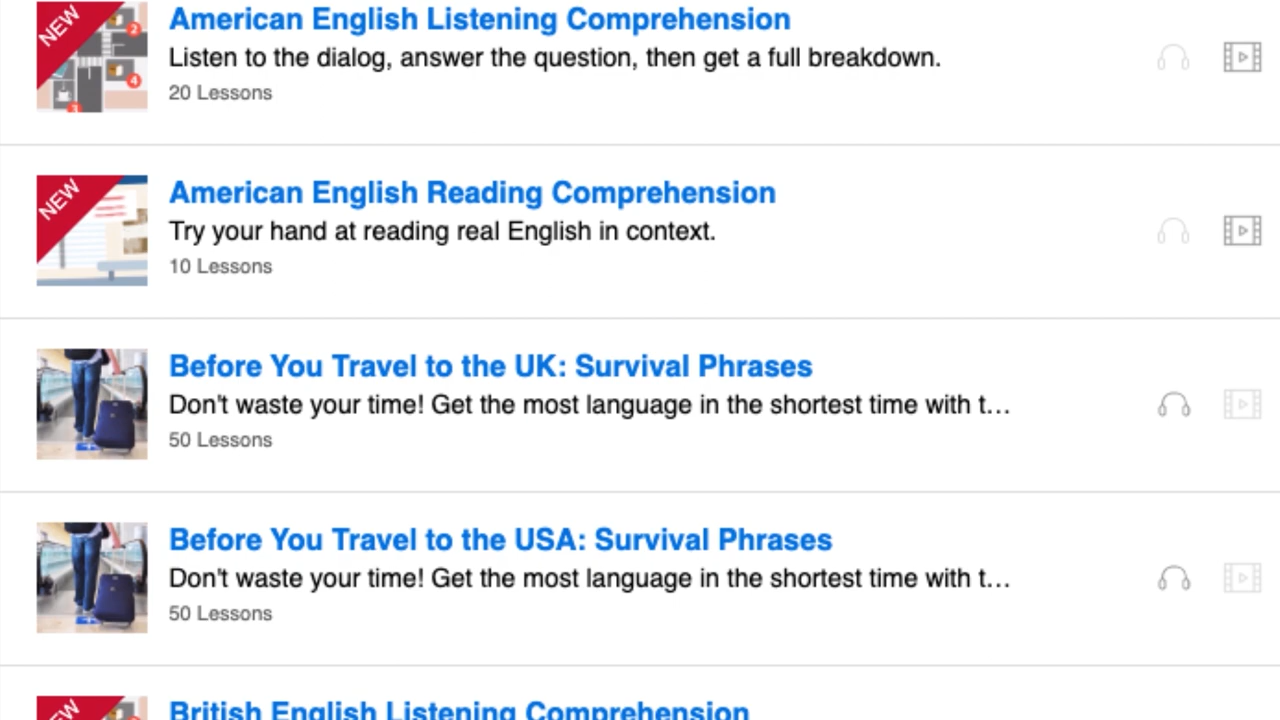 NEW
American English Listening Comprehension
Listen to the dialog, answer the question, then get a full breakdown.
20 Lessons
2
4
3
NEW
American English Reading Comprehension
Try your hand at reading real English in context.
10 Lessons
Before You Travel to the UK: Survival Phrases
Don't waste your time! Get the most language in the shortest time with t…
50 Lessons
Before You Travel to the USA: Survival Phrases
Don't waste your time! Get the most language in the shortest time with t…
50 Lessons
NEW
British English Listening Comprehension